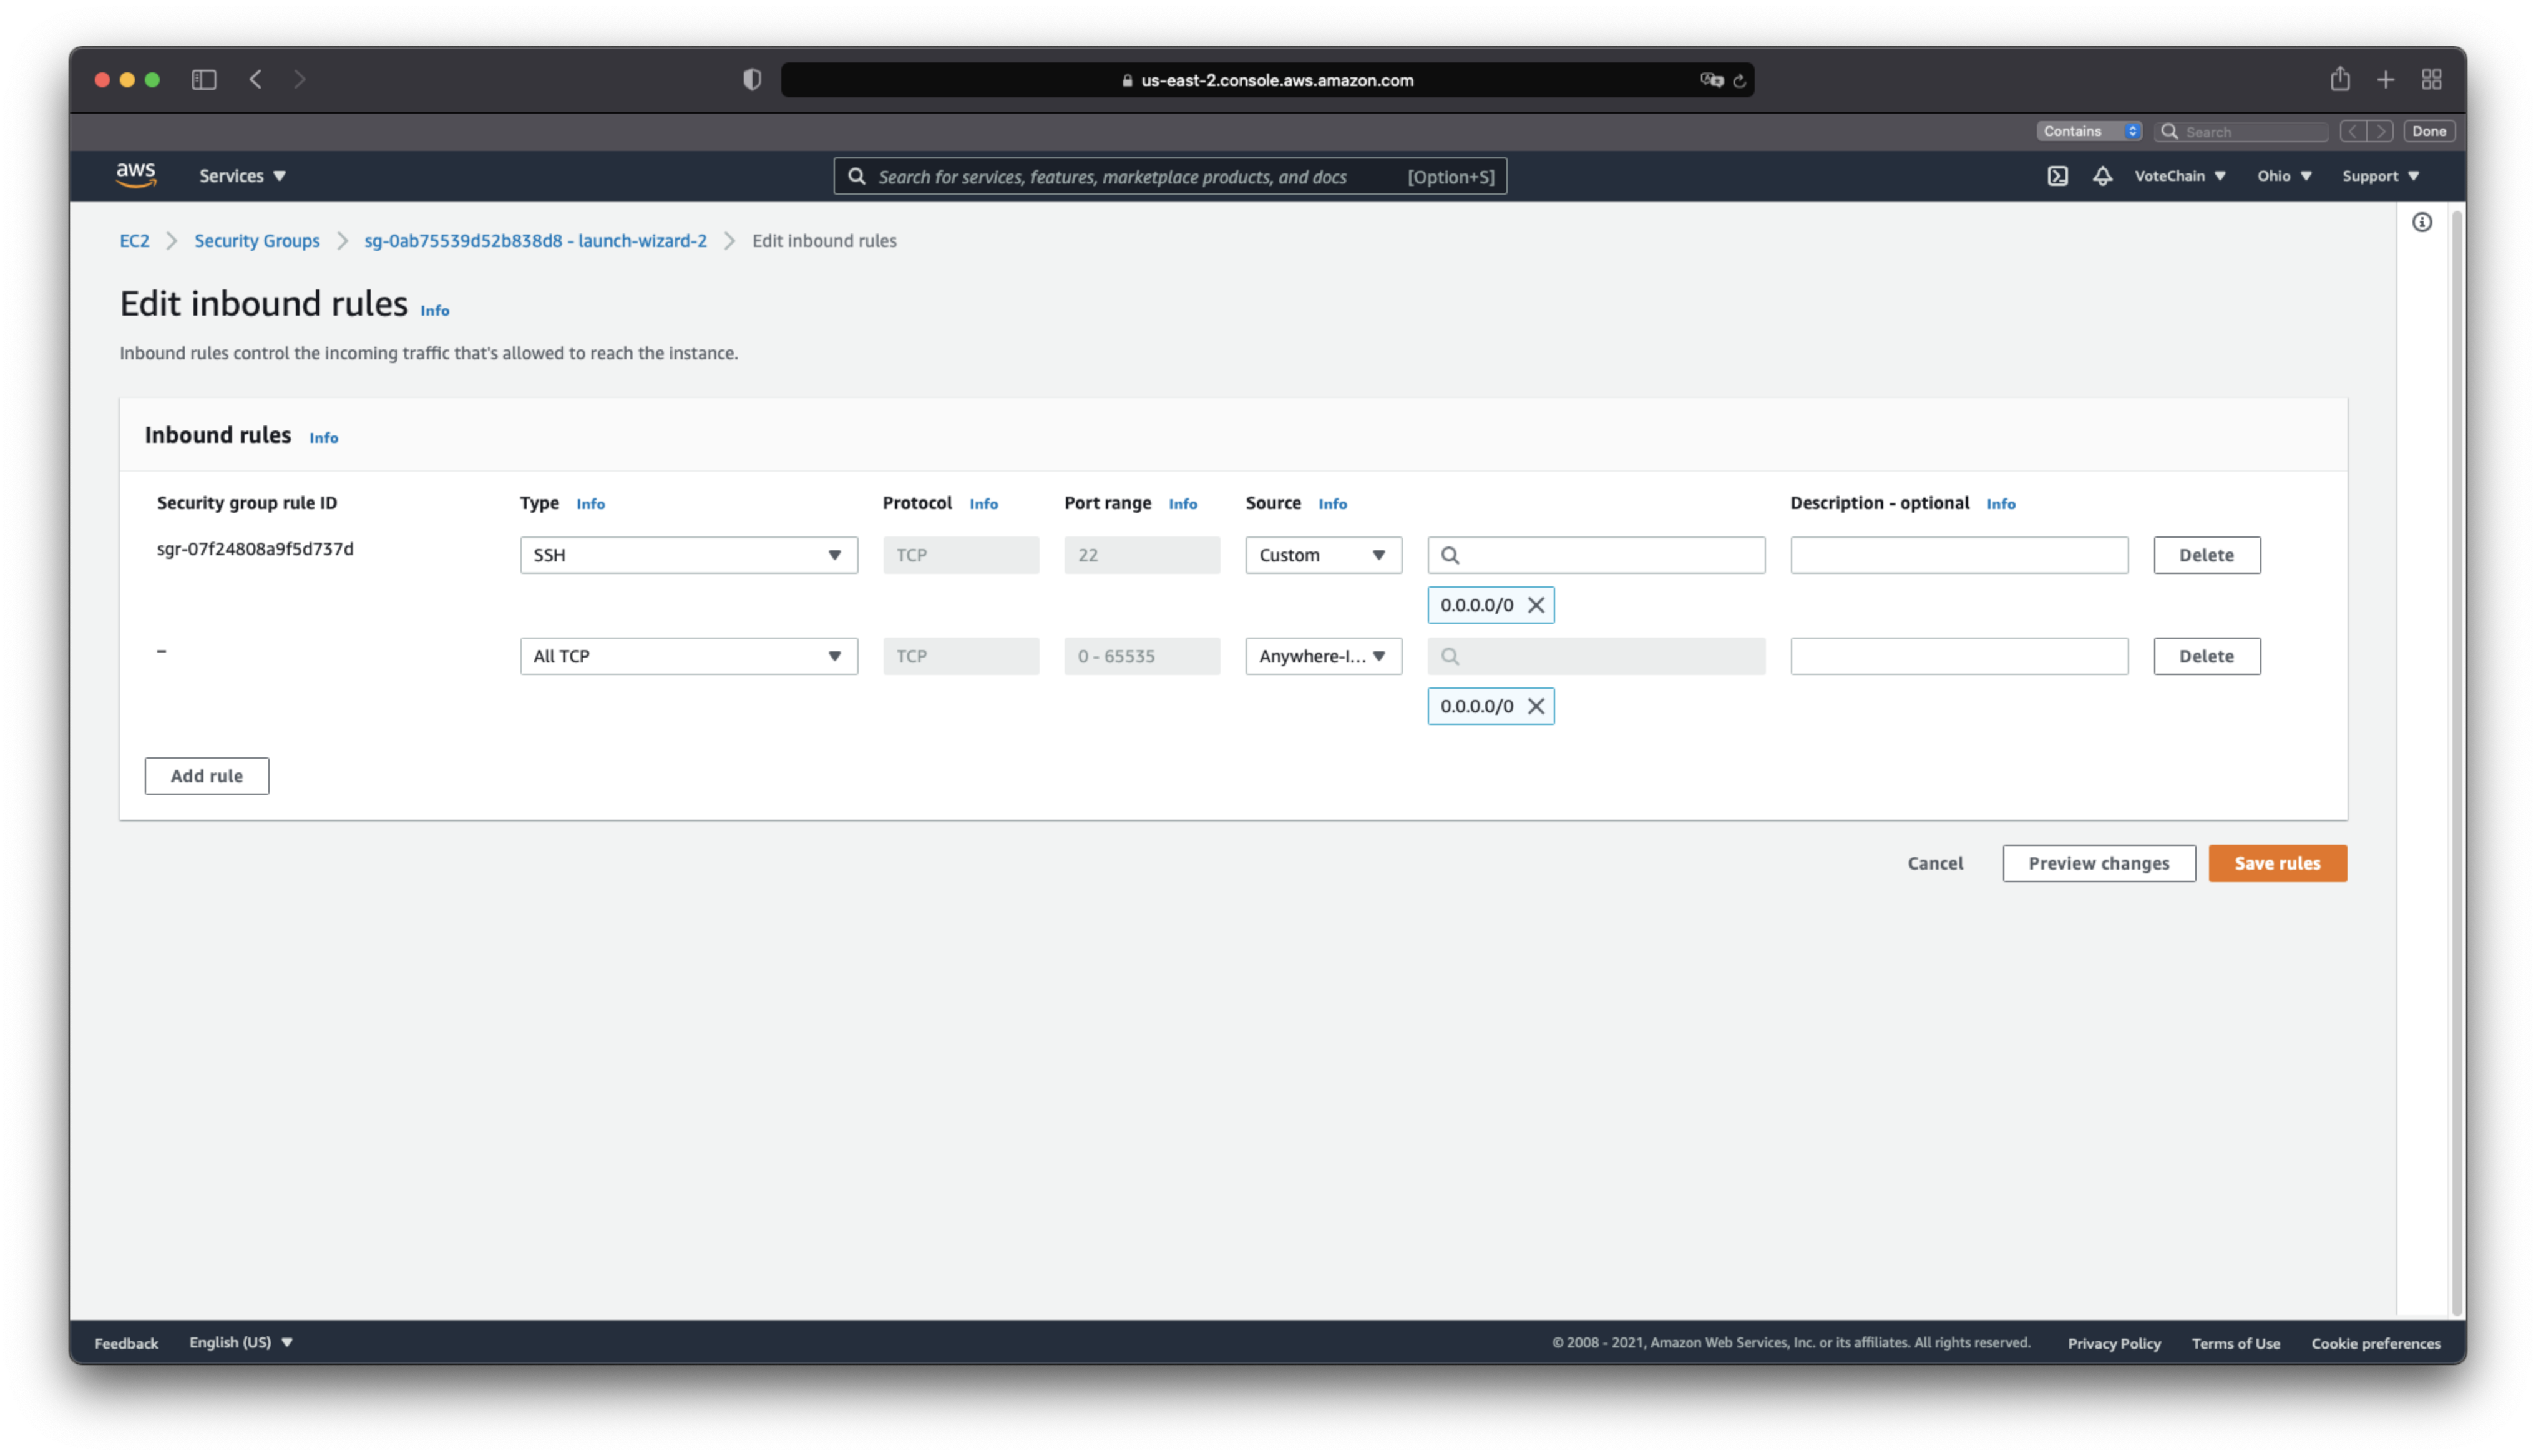 us-east-2.console.aws.amazon.com
Contains Search Done
aws Services Search for services, features, marketplace products, and docs [Option+S] VoteChain Ohio Support
EC2 Security Groups sg-0ab75539d52b838d8 - launch-wizard-2 Edit inbound rules
Edit inbound rules Info
Inbound rules control the incoming traffic that's allowed to reach the instance.
Inbound rules Info
Security group rule ID Type Info Protocol Info Port range Info Source Info Description - optional Info
sgr-07f24808a9f5d737d SSH TCP 22 Custom Delete
0.0.0.0/0
– All TCP TCP 0 - 65535 Anywhere-I... Delete
0.0.0.0/0
Add rule
Cancel Preview changes Save rules
Feedback English (US) © 2008 - 2021, Amazon Web Services, Inc. or its affiliates. All rights reserved. Privacy Policy Terms of Use Cookie preferences